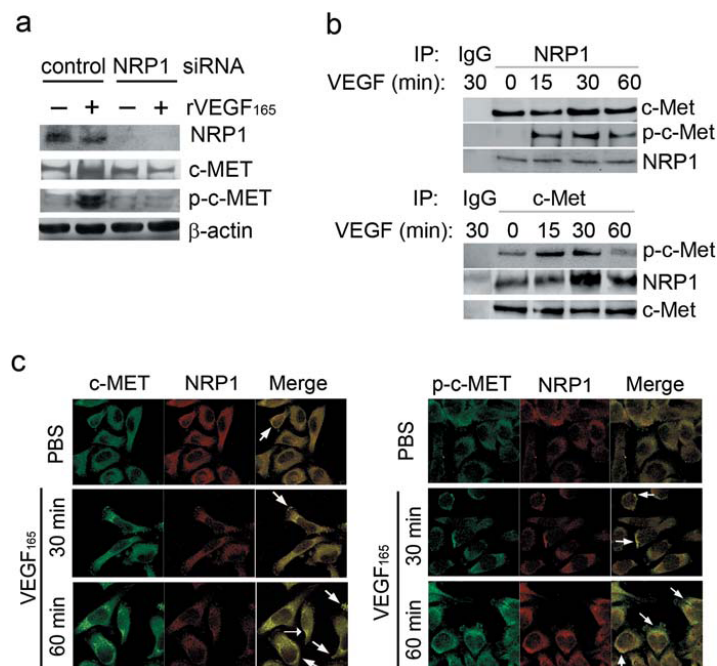 a
control NRP1 siRNA
– + – + rVEGF165
NRP1
c-MET
p-c-MET
β-actin
b
IP: IgG NRP1
VEGF (min): 30 0 15 30 60
c-Met
p-c-Met
NRP1
IP: IgG c-Met
VEGF (min): 30 0 15 30 60
p-c-Met
NRP1
c-Met
c
c-MET NRP1 Merge
PBS
VEGF165
30 min
60 min
p-c-MET NRP1 Merge
PBS
VEGF165
30 min
60 min